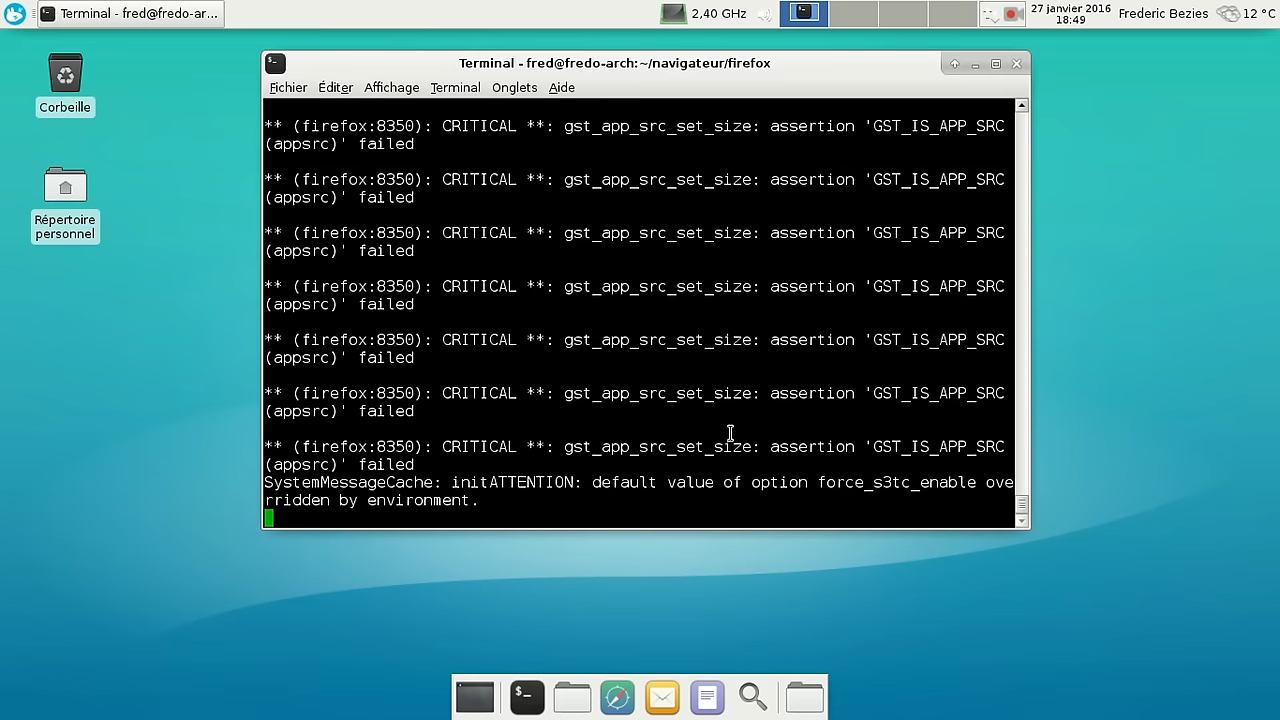 Terminal - fred@fredo-ar...
2,40 GHz
27 janvier 2016
18:49
Frederic Bezies
12 °C
Corbeille
Répertoire
personnel
Terminal - fred@fredo-arch:~/navigateur/firefox
Fichier Éditer Affichage Terminal Onglets Aide
** (firefox:8350): CRITICAL **: gst_app_src_set_size: assertion 'GST_IS_APP_SRC
(appsrc)' failed
** (firefox:8350): CRITICAL **: gst_app_src_set_size: assertion 'GST_IS_APP_SRC
(appsrc)' failed
** (firefox:8350): CRITICAL **: gst_app_src_set_size: assertion 'GST_IS_APP_SRC
(appsrc)' failed
** (firefox:8350): CRITICAL **: gst_app_src_set_size: assertion 'GST_IS_APP_SRC
(appsrc)' failed
** (firefox:8350): CRITICAL **: gst_app_src_set_size: assertion 'GST_IS_APP_SRC
(appsrc)' failed
** (firefox:8350): CRITICAL **: gst_app_src_set_size: assertion 'GST_IS_APP_SRC
(appsrc)' failed
** (firefox:8350): CRITICAL **: gst_app_src_set_size: assertion 'GST_IS_APP_SRC
(appsrc)' failed
SystemMessageCache: initATTENTION: default value of option force_s3tc_enable ove
rridden by environment.